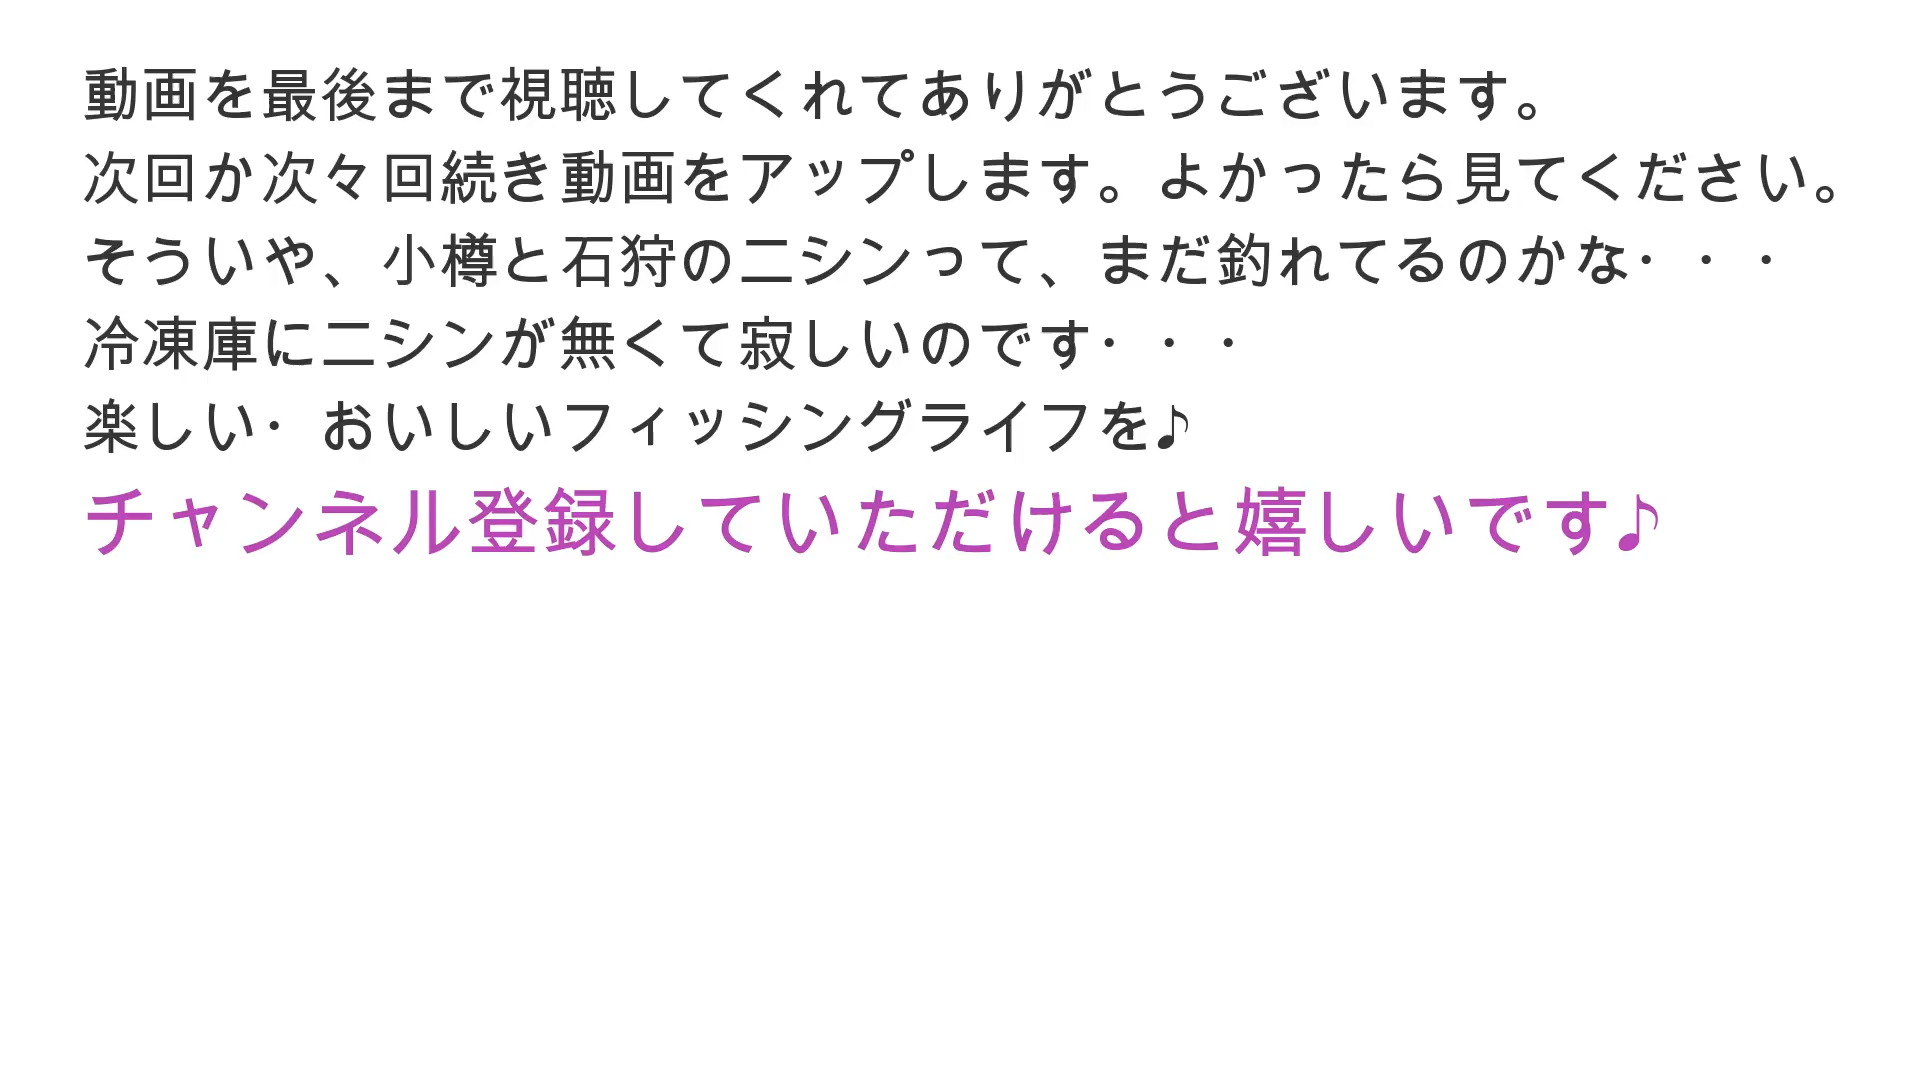 動画を最後まで視聴してくれてありがとうございます。
次回か次々回続き動画をアップします。よかったら見てください。
そういや、小樽と石狩のニシンって、まだ釣れてるのかな・・・
冷凍庫にニシンが無くて寂しいのです・・・
楽しい・おいしいフィッシングライフを♪
チャンネル登録していただけると嬉しいです♪